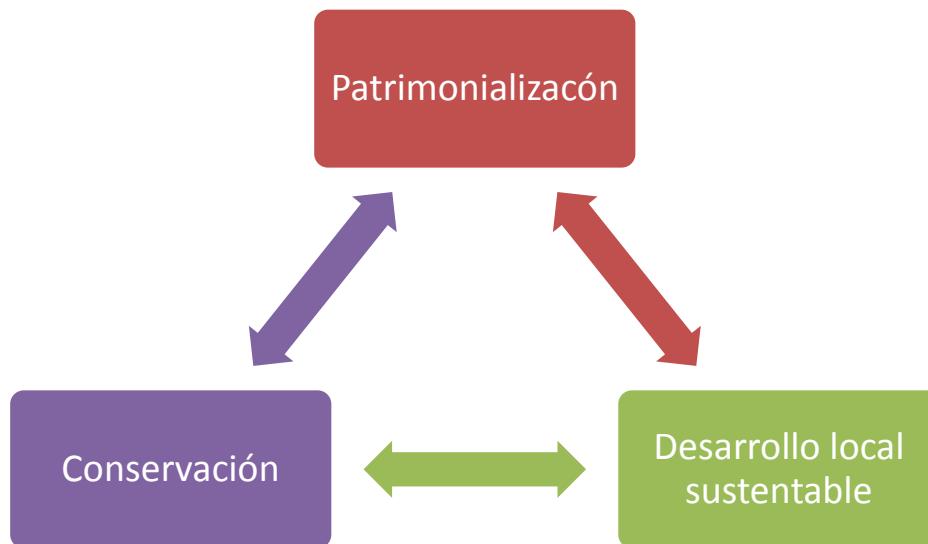 Patrimonializacón
Conservación
Desarrollo local
sustentable